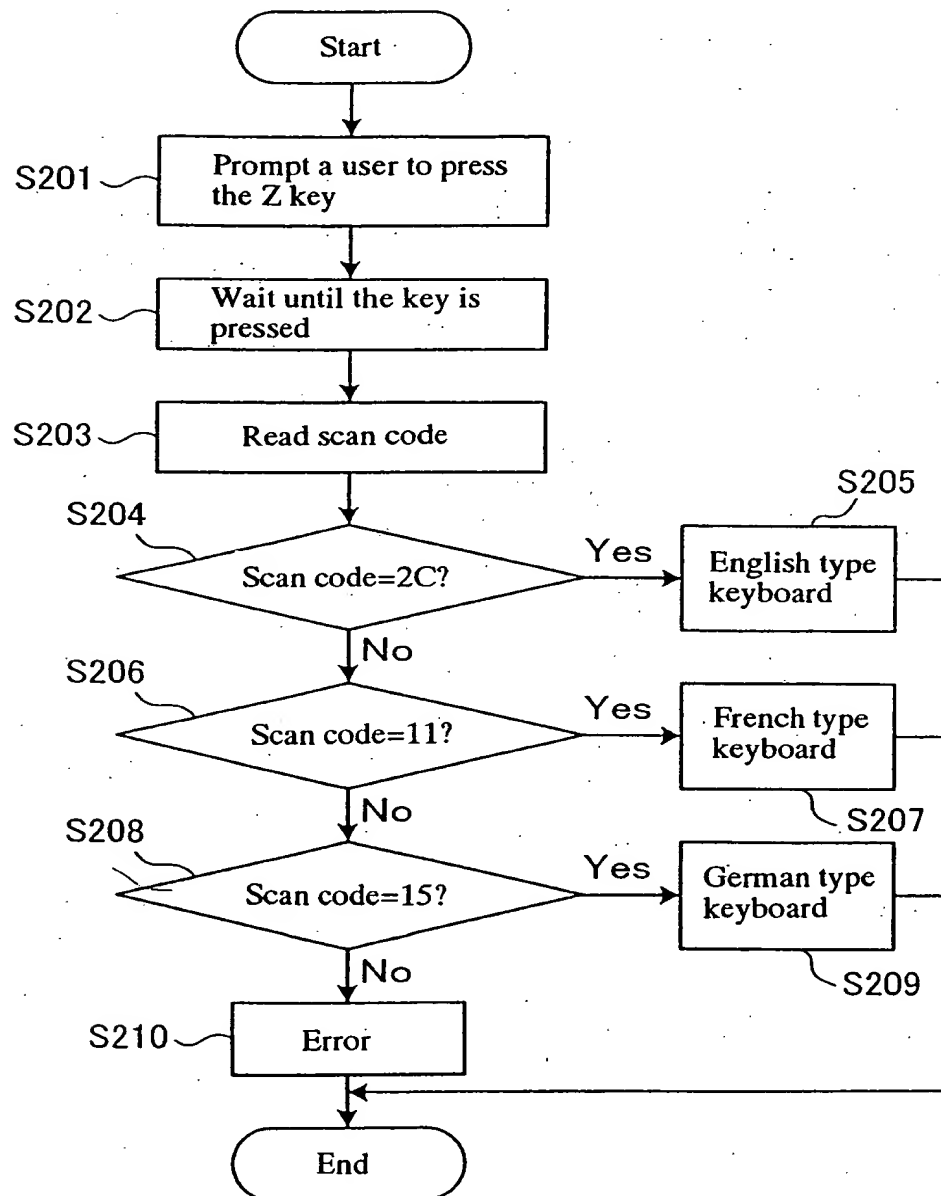 Start
S201
Prompt a user to press
the Z key
S202
Wait until the key is
pressed
S203
Read scan code
S204
Scan code=2C?
Yes
S205
English type
keyboard
No
S206
Scan code=11?
Yes
French type
keyboard
S207
No
S208
Scan code=15?
Yes
German type
keyboard
S209
No
S210
Error
End